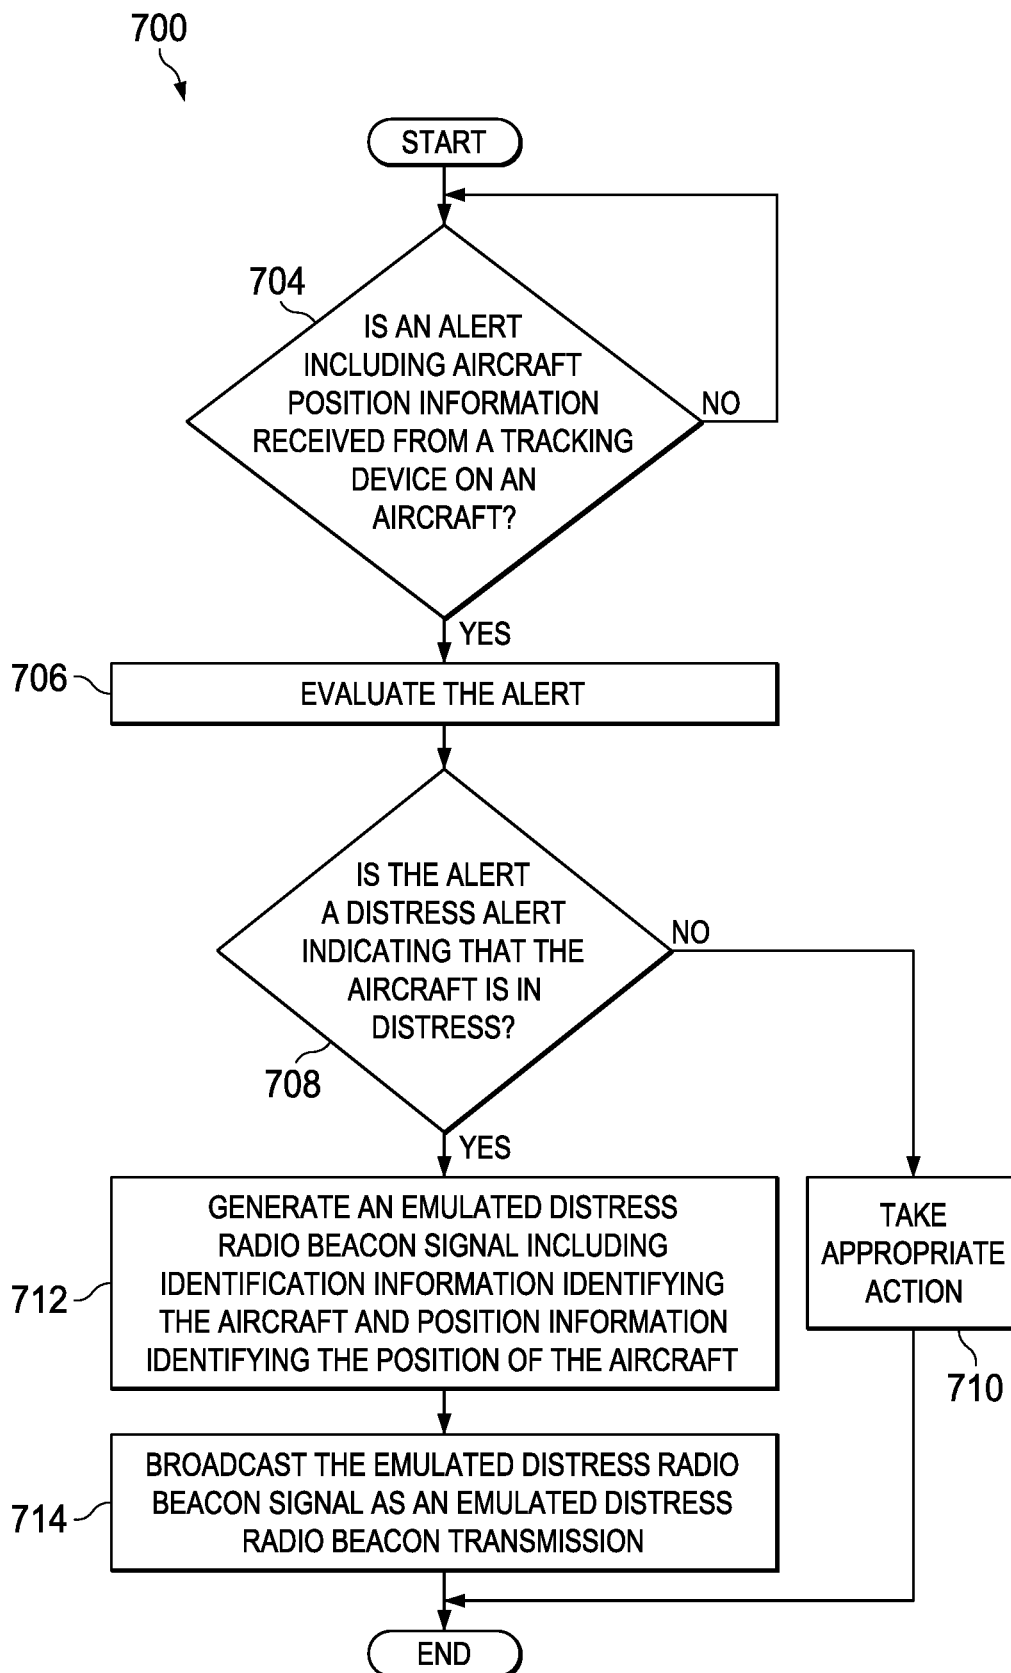 700
START
704
IS AN ALERT
INCLUDING AIRCRAFT
POSITION INFORMATION
RECEIVED FROM A TRACKING
DEVICE ON AN
AIRCRAFT?
NO
YES
706
EVALUATE THE ALERT
IS THE ALERT
A DISTRESS ALERT
INDICATING THAT THE
AIRCRAFT IS IN
DISTRESS?
NO
708
YES
GENERATE AN EMULATED DISTRESS
RADIO BEACON SIGNAL INCLUDING
IDENTIFICATION INFORMATION IDENTIFYING
THE AIRCRAFT AND POSITION INFORMATION
IDENTIFYING THE POSITION OF THE AIRCRAFT
712
TAKE
APPROPRIATE
ACTION
710
BROADCAST THE EMULATED DISTRESS RADIO
BEACON SIGNAL AS AN EMULATED DISTRESS
RADIO BEACON TRANSMISSION
714
END